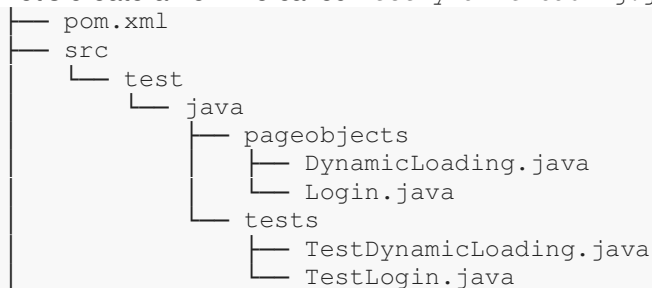 ├── pom.xml
├── src
│   └── test
│       └── java
│           ├── pageobjects
│           │   ├── DynamicLoading.java
│           │   └── Login.java
│           └── tests
│               ├── TestDynamicLoading.java
│               └── TestLogin.java